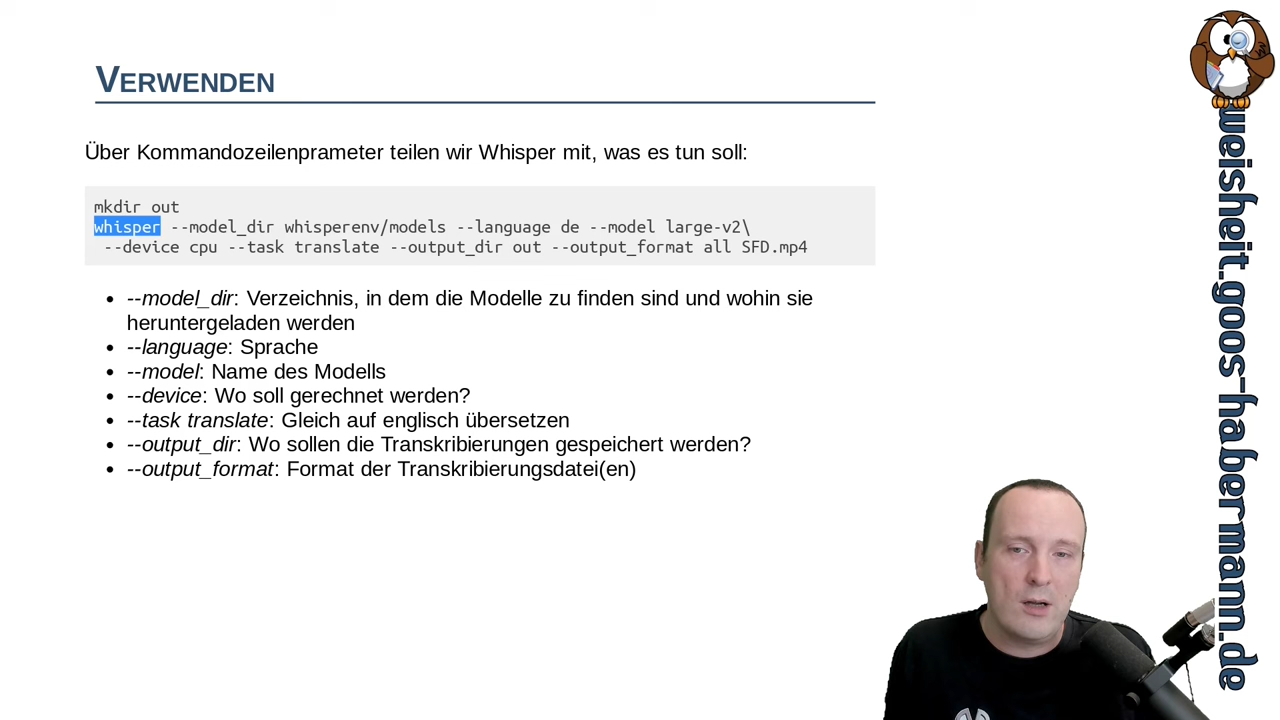 VERWENDEN
Über Kommandozeilenprameter teilen wir Whisper mit, was es tun soll:
mkdir out
whisper --model_dir whisperenv/models --language de --model large-v2\
--device cpu --task translate --output_dir out --output_format all SFD.mp4
• --model_dir: Verzeichnis, in dem die Modelle zu finden sind und wohin sie
heruntergeladen werden
• --language: Sprache
• --model: Name des Modells
• --device: Wo soll gerechnet werden?
• --task translate: Gleich auf englisch übersetzen
• --output_dir: Wo sollen die Transkribierungen gespeichert werden?
• --output_format: Format der Transkribierungsdatei(en)
weisheit.goos-habermann.de